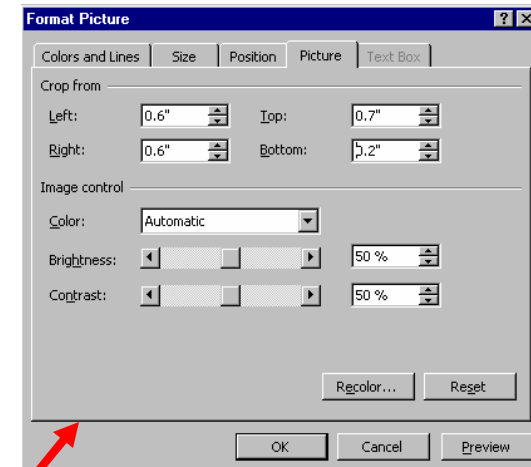 Format Picture
Colors and Lines Size Position Picture Text Box
Crop from
Left: 0.6" Top: 0.7"
Right: 0.6" Bottom: .2"
Image control
Color: Automatic
Brightness: 50 %
Contrast: 50 %
Recolor... Reset
OK Cancel Preview